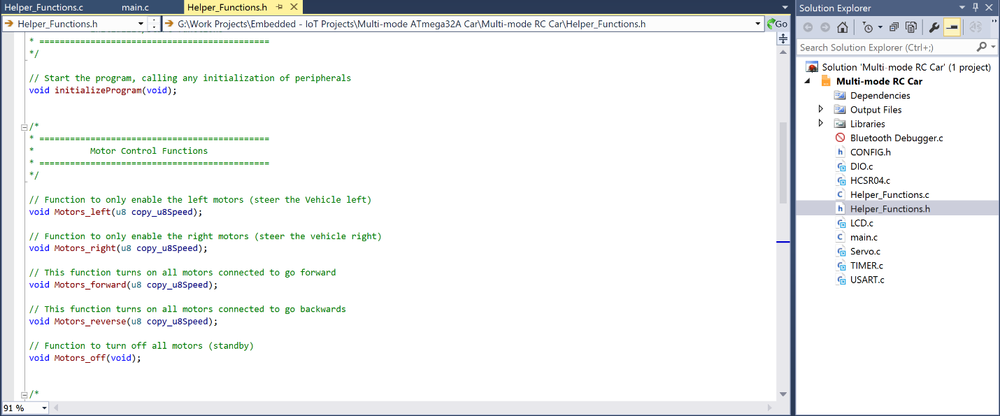 Helper_Functions.c main.c Helper_Functions.h
Helper_Functions.h G:\Work Projects\Embedded - IoT Projects\Multi-mode ATmega32A Car\Multi-mode RC Car\Helper_Functions.h Go
* =============================================
*/
// Start the program, calling any initialization of peripherals
void initializeProgram(void);
/*
* =============================================
* Motor Control Functions
* =============================================
*/
// Function to only enable the left motors (steer the Vehicle left)
void Motors_left(u8 copy_u8Speed);
// Function to only enable the right motors (steer the vehicle right)
void Motors_right(u8 copy_u8Speed);
// This function turns on all motors connected to go forward
void Motors_forward(u8 copy_u8Speed);
// This function turns on all motors connected to go backwards
void Motors_reverse(u8 copy_u8Speed);
// Function to turn off all motors (standby)
void Motors_off(void);
/*
91 %
Solution Explorer
Search Solution Explorer (Ctrl+;)
Solution 'Multi-mode RC Car' (1 project)
Multi-mode RC Car
Dependencies
Output Files
Libraries
Bluetooth Debugger.c
CONFIG.h
DIO.c
HCSR04.c
Helper_Functions.c
Helper_Functions.h
LCD.c
main.c
Servo.c
TIMER.c
USART.c